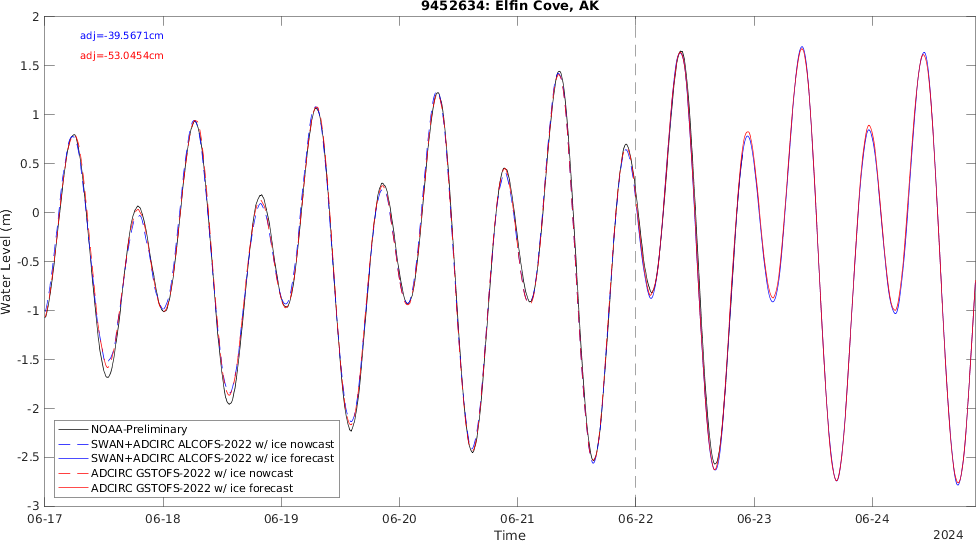 9452634: Elfin Cove, AK
adj=-39.5671cm
adj=-53.0454cm
2
1.5
1
0.5
0
-0.5
-1
-1.5
-2
-2.5
-3
Water Level (m)
NOAA-Preliminary
SWAN+ADCIRC ALCOFS-2022 w/ ice nowcast
SWAN+ADCIRC ALCOFS-2022 w/ ice forecast
ADCIRC GSTOFS-2022 w/ ice nowcast
ADCIRC GSTOFS-2022 w/ ice forecast
06-17 06-18 06-19 06-20 06-21 06-22 06-23 06-24
Time
2024